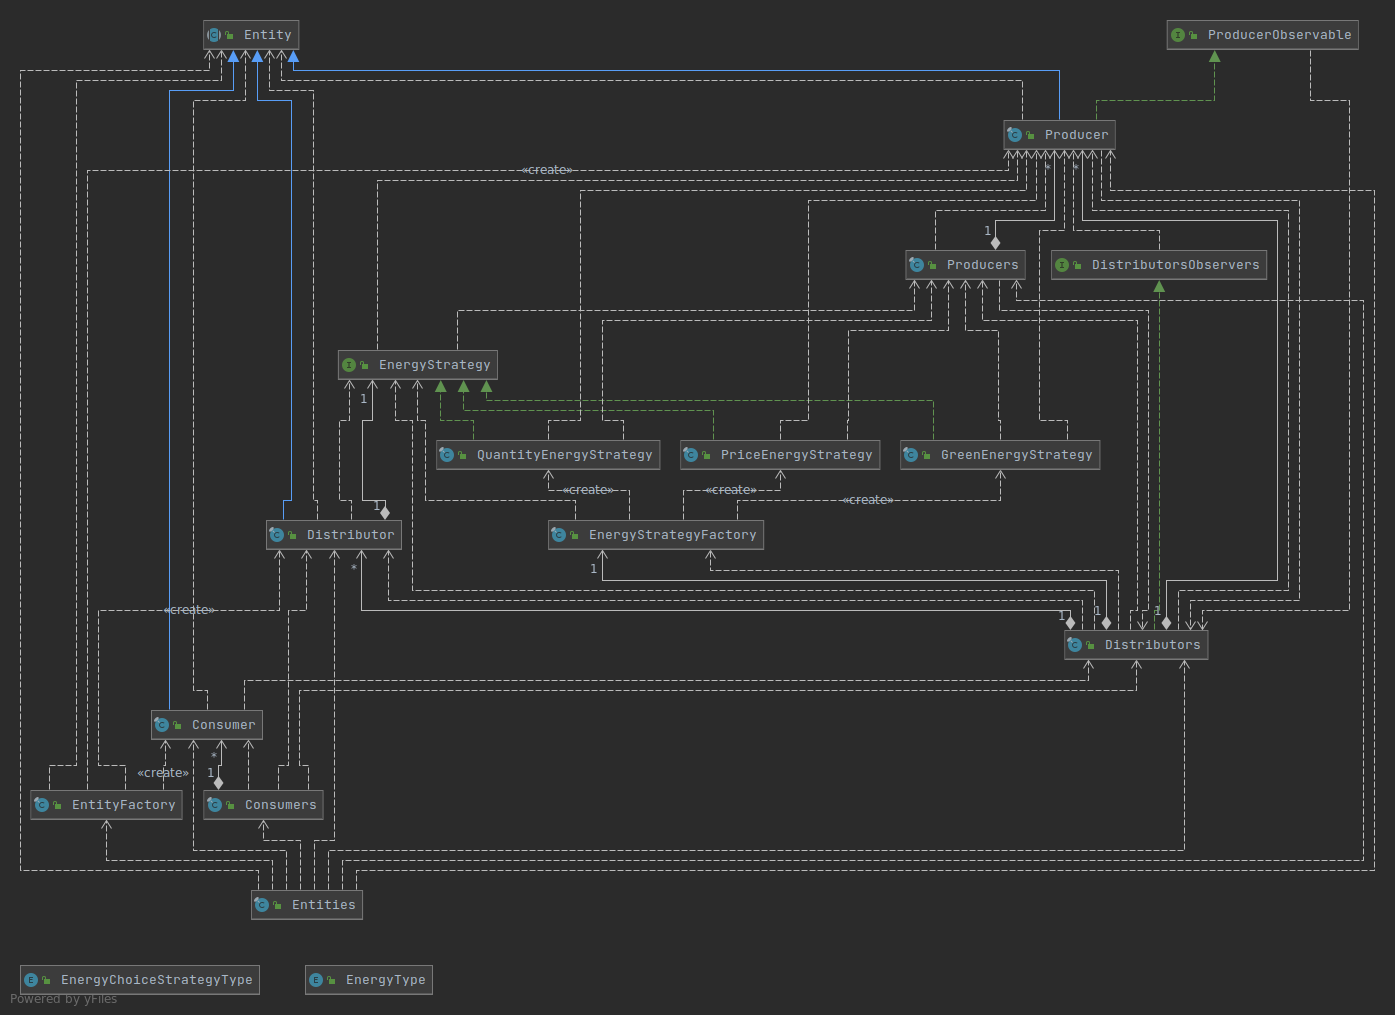 Entity
ProducerObservable
Producer
«create»
*
*
1
Producers
DistributorsObservers
EnergyStrategy
1
QuantityEnergyStrategy
PriceEnergyStrategy
GreenEnergyStrategy
«create»
«create»
«create»
1
Distributor
EnergyStrategyFactory
*
1
«create»
1
1
1
Distributors
Consumer
*
«create»
1
EntityFactory
Consumers
Entities
EnergyChoiceStrategyType
EnergyType
Powered by yFiles